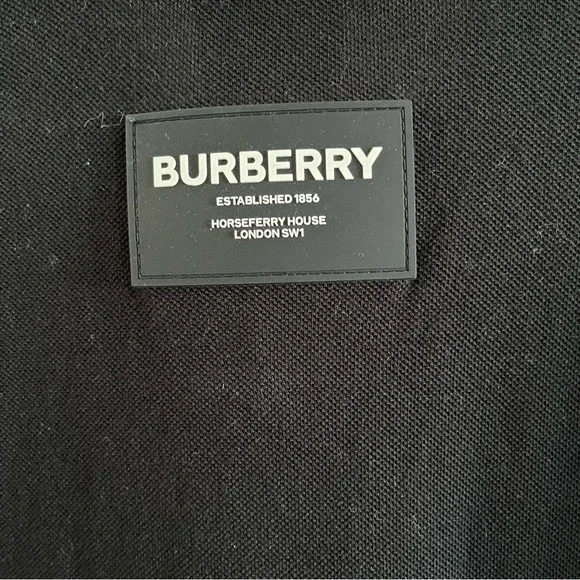 BURBERRY
ESTABLISHED 1856
HORSEFERRY HOUSE
LONDON SW1